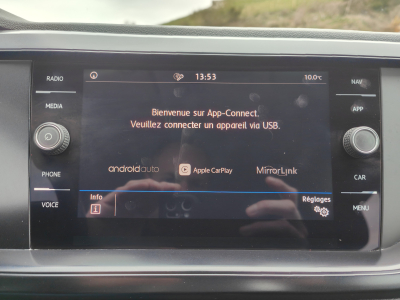 RADIO
MEDIA
PHONE
VOICE
13:53
10.0°C
Bienvenue sur App-Connect.
Veuillez connecter un appareil via USB.
androidauto
Apple CarPlay
MirrorLink
Info
Réglages
NAV
APP
CAR
MENU